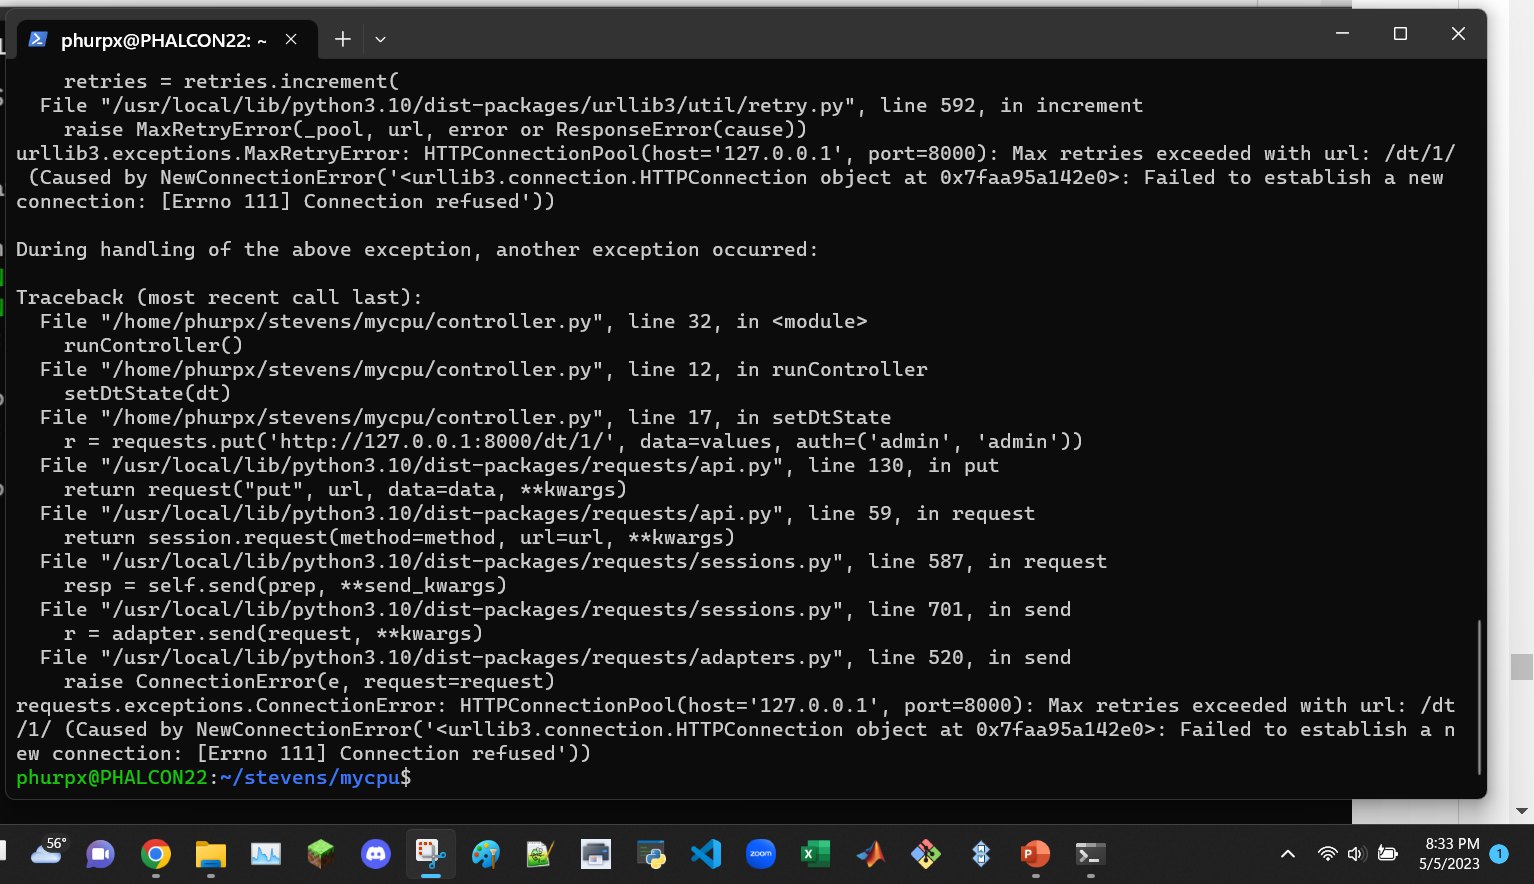 phurpx@PHALCON22: ~
    retries = retries.increment(
  File "/usr/local/lib/python3.10/dist-packages/urllib3/util/retry.py", line 592, in increment
    raise MaxRetryError(_pool, url, error or ResponseError(cause))
urllib3.exceptions.MaxRetryError: HTTPConnectionPool(host='127.0.0.1', port=8000): Max retries exceeded with url: /dt/1/
 (Caused by NewConnectionError('<urllib3.connection.HTTPConnection object at 0x7faa95a142e0>: Failed to establish a new
connection: [Errno 111] Connection refused'))

During handling of the above exception, another exception occurred:

Traceback (most recent call last):
  File "/home/phurpx/stevens/mycpu/controller.py", line 32, in <module>
    runController()
  File "/home/phurpx/stevens/mycpu/controller.py", line 12, in runController
    setDtState(dt)
  File "/home/phurpx/stevens/mycpu/controller.py", line 17, in setDtState
    r = requests.put('http://127.0.0.1:8000/dt/1/', data=values, auth=('admin', 'admin'))
  File "/usr/local/lib/python3.10/dist-packages/requests/api.py", line 130, in put
    return request("put", url, data=data, **kwargs)
  File "/usr/local/lib/python3.10/dist-packages/requests/api.py", line 59, in request
    return session.request(method=method, url=url, **kwargs)
  File "/usr/local/lib/python3.10/dist-packages/requests/sessions.py", line 587, in request
    resp = self.send(prep, **send_kwargs)
  File "/usr/local/lib/python3.10/dist-packages/requests/sessions.py", line 701, in send
    r = adapter.send(request, **kwargs)
  File "/usr/local/lib/python3.10/dist-packages/requests/adapters.py", line 520, in send
    raise ConnectionError(e, request=request)
requests.exceptions.ConnectionError: HTTPConnectionPool(host='127.0.0.1', port=8000): Max retries exceeded with url: /dt
/1/ (Caused by NewConnectionError('<urllib3.connection.HTTPConnection object at 0x7faa95a142e0>: Failed to establish a n
ew connection: [Errno 111] Connection refused'))
phurpx@PHALCON22:~/stevens/mycpu$
56°
zoom
8:33 PM
5/5/2023
1